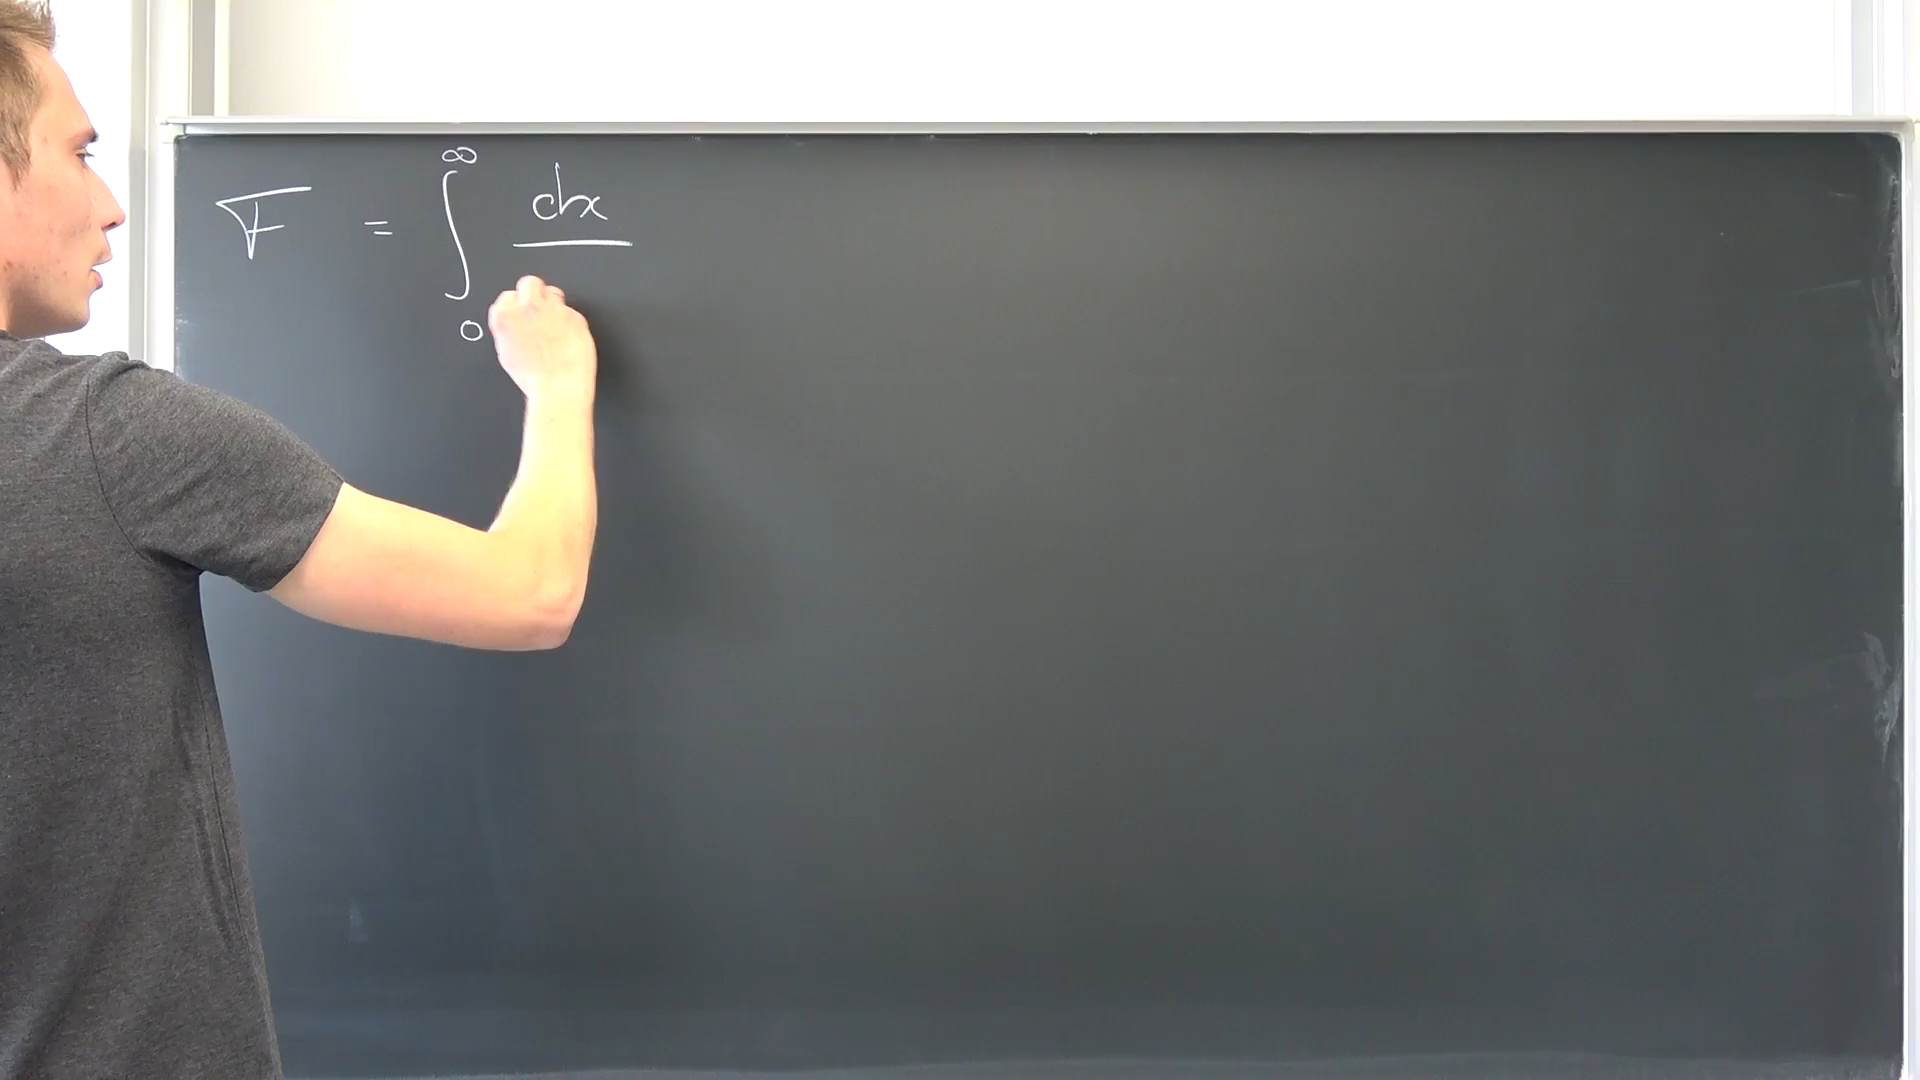 F = ∫₀^∞ dx/